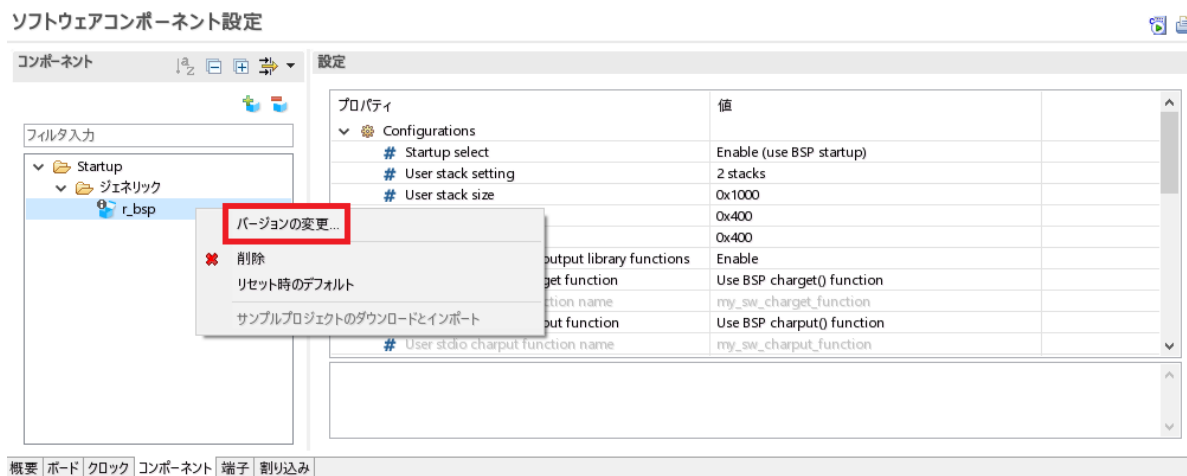 ソフトウェアコンポーネント設定
コンポーネント
設定
フィルタ入力
Startup
ジェネリック
r_bsp
バージョンの変更...
削除
リセット時のデフォルト
サンプルプロジェクトのダウンロードとインポート
プロパティ 値
Configurations
# Startup select Enable (use BSP startup)
# User stack setting 2 stacks
# User stack size 0x1000
0x400
0x400
output library functions Enable
get function Use BSP charget() function
ction name my_sw_charget_function
out function Use BSP charput() function
# User stdio charput function name my_sw_charput_function
概要 ボード クロック コンポーネント 端子 割り込み